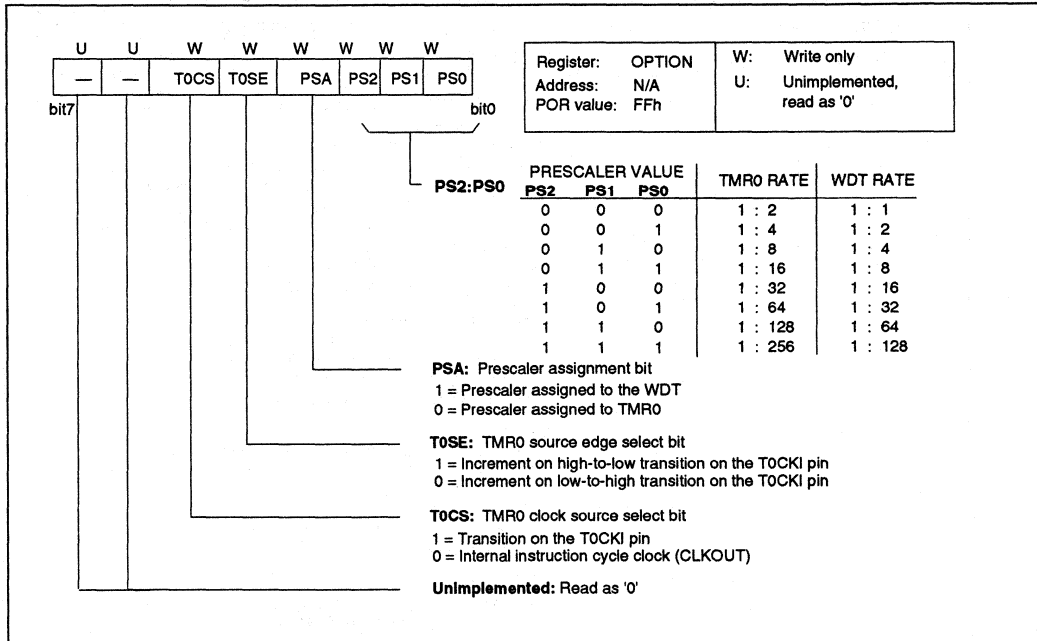 U U W W W W W W
— — T0CS T0SE PSA PS2 PS1 PS0
bit7 bit0
Register: OPTION
Address: N/A
POR value: FFh
W: Write only
U: Unimplemented,
read as '0'
PS2:PS0
PRESCALER VALUE TMR0 RATE WDT RATE
PS2 PS1 PS0
0 0 0 1 : 2 1 : 1
0 0 1 1 : 4 1 : 2
0 1 0 1 : 8 1 : 4
0 1 1 1 : 16 1 : 8
1 0 0 1 : 32 1 : 16
1 0 1 1 : 64 1 : 32
1 1 0 1 : 128 1 : 64
1 1 1 1 : 256 1 : 128
PSA: Prescaler assignment bit
1 = Prescaler assigned to the WDT
0 = Prescaler assigned to TMR0
T0SE: TMR0 source edge select bit
1 = Increment on high-to-low transition on the T0CKI pin
0 = Increment on low-to-high transition on the T0CKI pin
T0CS: TMR0 clock source select bit
1 = Transition on the T0CKI pin
0 = Internal instruction cycle clock (CLKOUT)
Unimplemented: Read as '0'